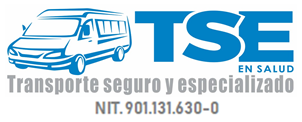 TSE
EN SALUD
Transporte seguro y especializado
NIT. 901.131.630-0